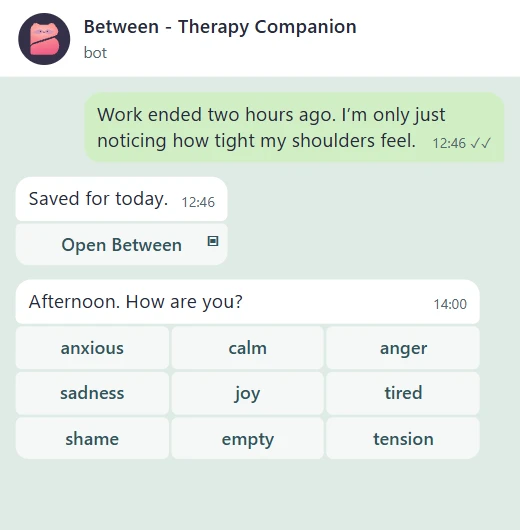 Between - Therapy Companion
bot
Work ended two hours ago. I’m only just
noticing how tight my shoulders feel. 12:46
Saved for today. 12:46
Open Between
Afternoon. How are you? 14:00
anxious calm anger
sadness joy tired
shame empty tension